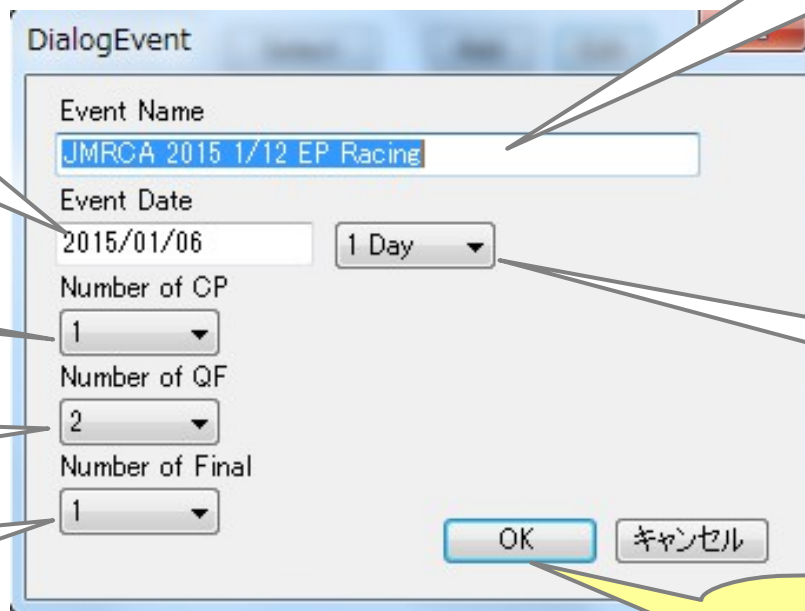 DialogEvent
Event Name
JMRCA 2015 1/12 EP Racing
Event Date
2015/01/06
1 Day
Number of CP
1
Number of QF
2
Number of Final
1
OK
キャンセル